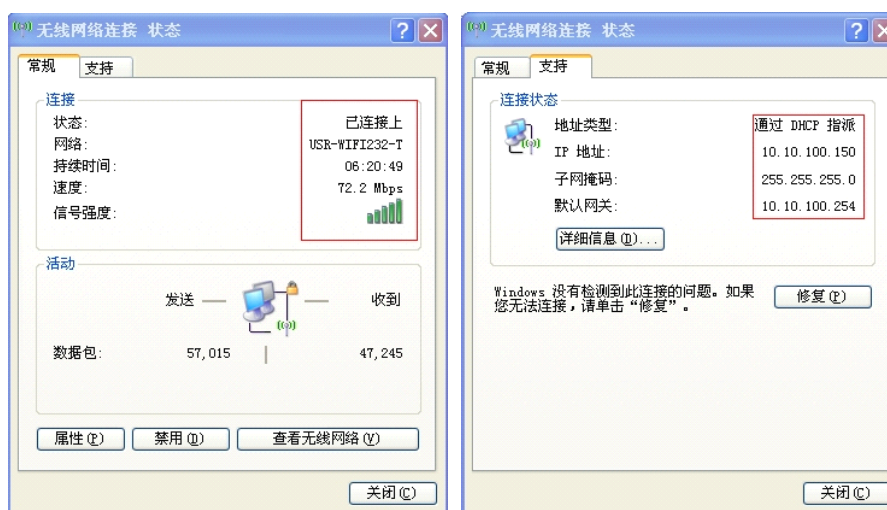 无线网络连接 状态
常规 支持
连接
状态: 已连接上
网络: USR-WIFI232-T
持续时间: 06:20:49
速度: 72.2 Mbps
信号强度:
活动
发送 — — 收到
数据包: 57,015 | 47,245
属性(P) 禁用(D) 查看无线网络(V)
关闭(C)
无线网络连接 状态
常规 支持
连接状态
地址类型: 通过 DHCP 指派
IP 地址: 10.10.100.150
子网掩码: 255.255.255.0
默认网关: 10.10.100.254
详细信息(D)...
Windows 没有检测到此连接的问题。如果
您无法连接，请单击“修复”。
修复(P)
关闭(C)